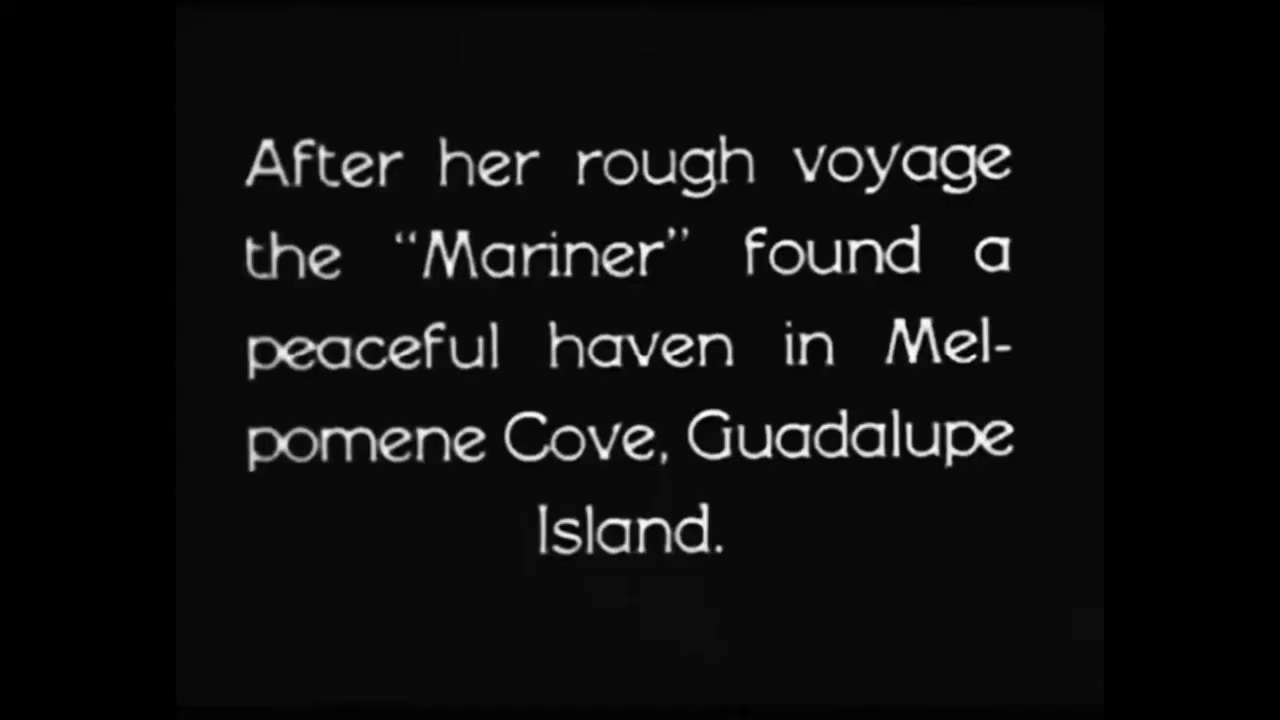 After her rough voyage
the “Mariner” found a
peaceful haven in Mel-
pomene Cove, Guadalupe
Island.